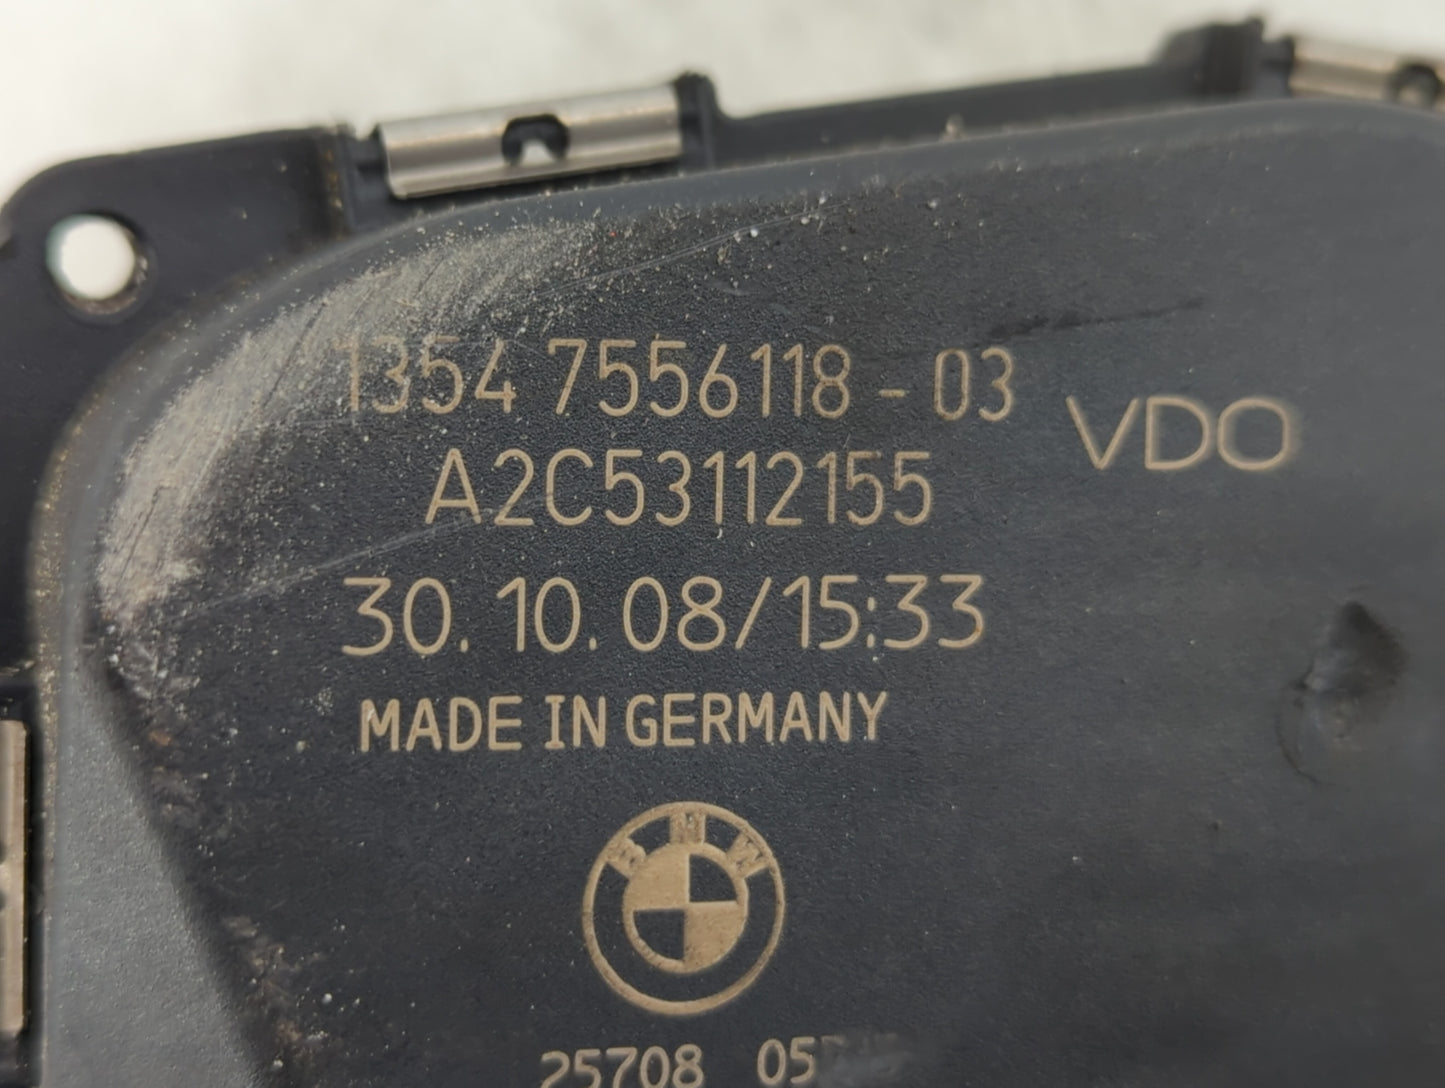 1354 7556118 - 03
VDO
A2C53112155
30.10.08/15:33
MADE IN GERMANY
BMW
25708